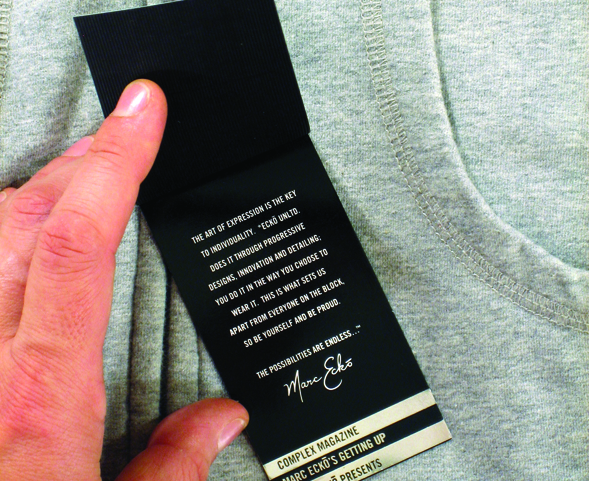 THE ART OF EXPRESSION IS THE KEY
TO INDIVIDUALITY. "ECKŌ UNLTD.
DOES IT THROUGH PROGRESSIVE
DESIGNS, INNOVATION AND DETAILING;
YOU DO IT IN THE WAY YOU CHOOSE TO
WEAR IT. THIS IS WHAT SETS US
APART FROM EVERYONE ON THE BLOCK,
SO BE YOURSELF AND BE PROUD.
THE POSSIBILITIES ARE ENDLESS..."
Marc Eckō
COMPLEX MAGAZINE
MARC ECKŌ'S GETTING UP
PRESENTS